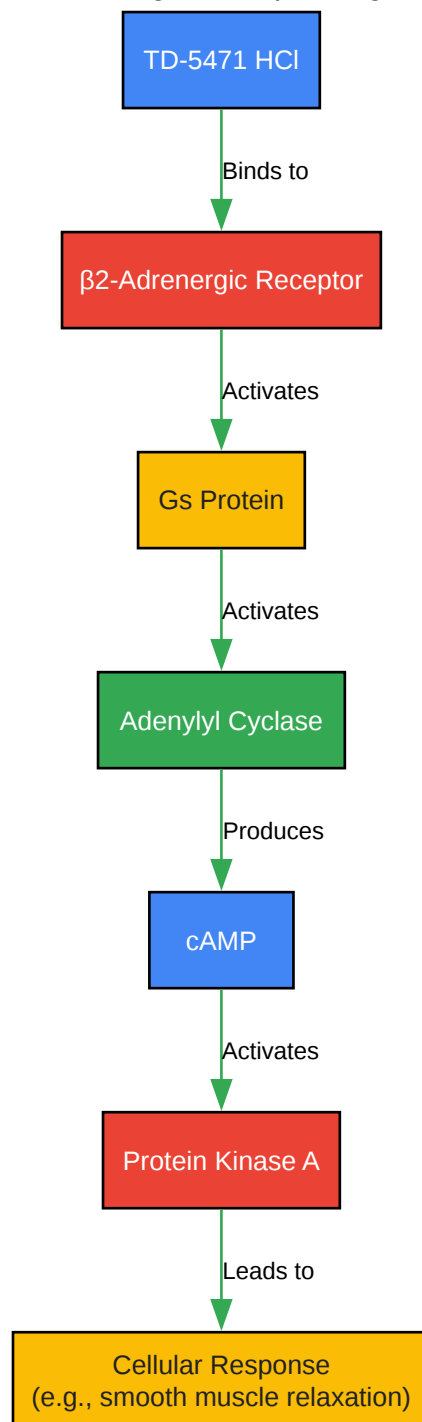 TD-5471 HCl
Binds to
β2-Adrenergic Receptor
Activates
Gs Protein
Activates
Adenylyl Cyclase
Produces
cAMP
Activates
Protein Kinase A
Leads to
Cellular Response
(e.g., smooth muscle relaxation)